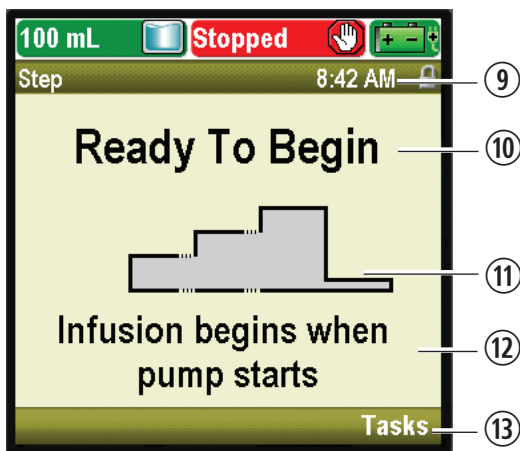 100 mL Stopped + -
Step 8:42 AM ⑨
Ready To Begin ⑩
⑪
Infusion begins when
pump starts
⑫
Tasks ⑬